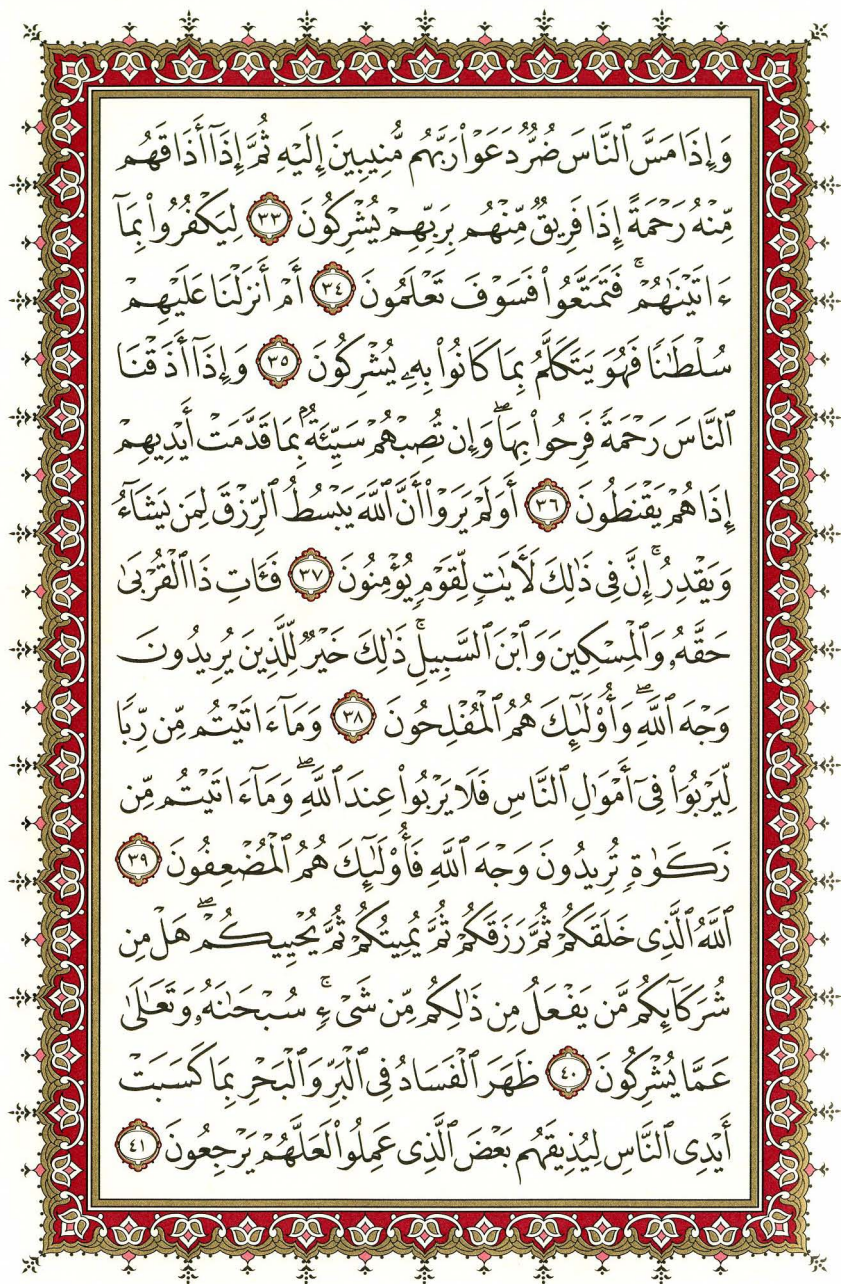 وَإِذَا مَسَّ ٱلنَّاسَ ضُرٌّ دَعَوْا۟ رَبَّهُم مُّنِيبِينَ إِلَيْهِ ثُمَّ إِذَآ أَذَاقَهُم
مِّنْهُ رَحْمَةً إِذَا فَرِيقٌ مِّنْهُم بِرَبِّهِمْ يُشْرِكُونَ ٣٣ لِيَكْفُرُوا۟ بِمَآ
ءَاتَيْنَٰهُمْ ۚ فَتَمَتَّعُوا۟ فَسَوْفَ تَعْلَمُونَ ٣٤ أَمْ أَنزَلْنَا عَلَيْهِمْ
سُلْطَٰنًا فَهُوَ يَتَكَلَّمُ بِمَا كَانُوا۟ بِهِۦ يُشْرِكُونَ ٣٥ وَإِذَآ أَذَقْنَا
ٱلنَّاسَ رَحْمَةً فَرِحُوا۟ بِهَا ۖ وَإِن تُصِبْهُمْ سَيِّئَةٌۢ بِمَا قَدَّمَتْ أَيْدِيهِمْ
إِذَا هُمْ يَقْنَطُونَ ٣٦ أَوَلَمْ يَرَوْا۟ أَنَّ ٱللَّهَ يَبْسُطُ ٱلرِّزْقَ لِمَن يَشَآءُ
وَيَقْدِرُ ۚ إِنَّ فِى ذَٰلِكَ لَءَايَٰتٍ لِّقَوْمٍ يُؤْمِنُونَ ٣٧ فَـَٔاتِ ذَا ٱلْقُرْبَىٰ
حَقَّهُۥ وَٱلْمِسْكِينَ وَٱبْنَ ٱلسَّبِيلِ ۚ ذَٰلِكَ خَيْرٌ لِّلَّذِينَ يُرِيدُونَ
وَجْهَ ٱللَّهِ ۖ وَأُو۟لَٰٓئِكَ هُمُ ٱلْمُفْلِحُونَ ٣٨ وَمَآ ءَاتَيْتُم مِّن رِّبًا
لِّيَرْبُوَا۟ فِىٓ أَمْوَٰلِ ٱلنَّاسِ فَلَا يَرْبُوا۟ عِندَ ٱللَّهِ ۖ وَمَآ ءَاتَيْتُم مِّن
زَكَوٰةٍ تُرِيدُونَ وَجْهَ ٱللَّهِ فَأُو۟لَٰٓئِكَ هُمُ ٱلْمُضْعِفُونَ ٣٩
ٱللَّهُ ٱلَّذِى خَلَقَكُمْ ثُمَّ رَزَقَكُمْ ثُمَّ يُمِيتُكُمْ ثُمَّ يُحْيِيكُمْ ۖ هَلْ مِن
شُرَكَآئِكُم مَّن يَفْعَلُ مِن ذَٰلِكُم مِّن شَىْءٍ ۚ سُبْحَٰنَهُۥ وَتَعَٰلَىٰ
عَمَّا يُشْرِكُونَ ٤٠ ظَهَرَ ٱلْفَسَادُ فِى ٱلْبَرِّ وَٱلْبَحْرِ بِمَا كَسَبَتْ
أَيْدِى ٱلنَّاسِ لِيُذِيقَهُم بَعْضَ ٱلَّذِى عَمِلُوا۟ لَعَلَّهُمْ يَرْجِعُونَ ٤١